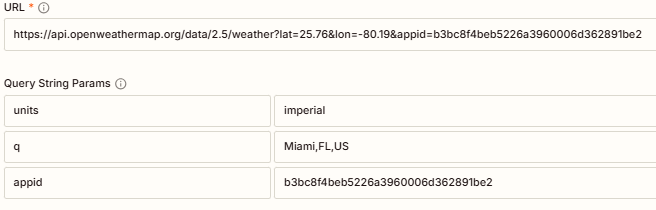 URL *
https://api.openweathermap.org/data/2.5/weather?lat=25.76&lon=-80.19&appid=b3bc8f4beb5226a3960006d362891be2
Query String Params
units imperial
q Miami,FL,US
appid b3bc8f4beb5226a3960006d362891be2